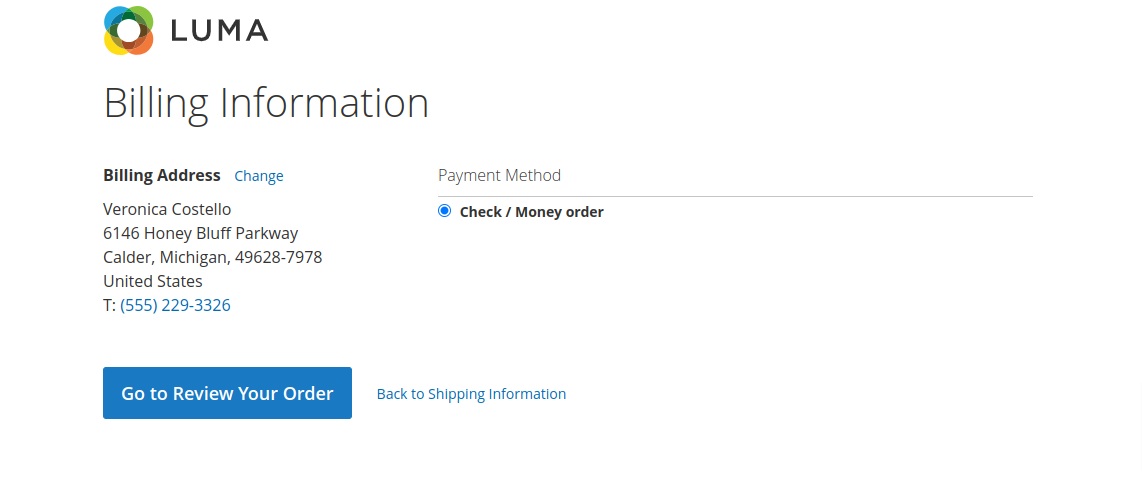 LUMA
Billing Information
Billing Address Change
Veronica Costello
6146 Honey Bluff Parkway
Calder, Michigan, 49628-7978
United States
T: (555) 229-3326
Payment Method
Check / Money order
Go to Review Your Order
Back to Shipping Information